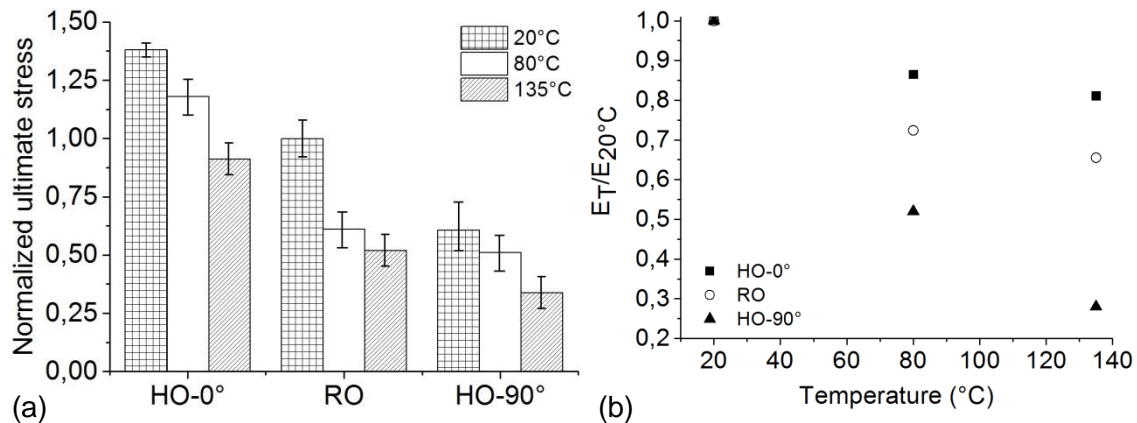 Normalized ultimate stress
1,50
1,25
1,00
0,75
0,50
0,25
0,00
20°C
80°C
135°C
HO-0°
RO
HO-90°
(a)
E_T/E_20°C
1,0
0,9
0,8
0,7
0,6
0,5
0,4
0,3
0,2
HO-0°
RO
HO-90°
20
40
60
80
100
120
140
Temperature (°C)
(b)